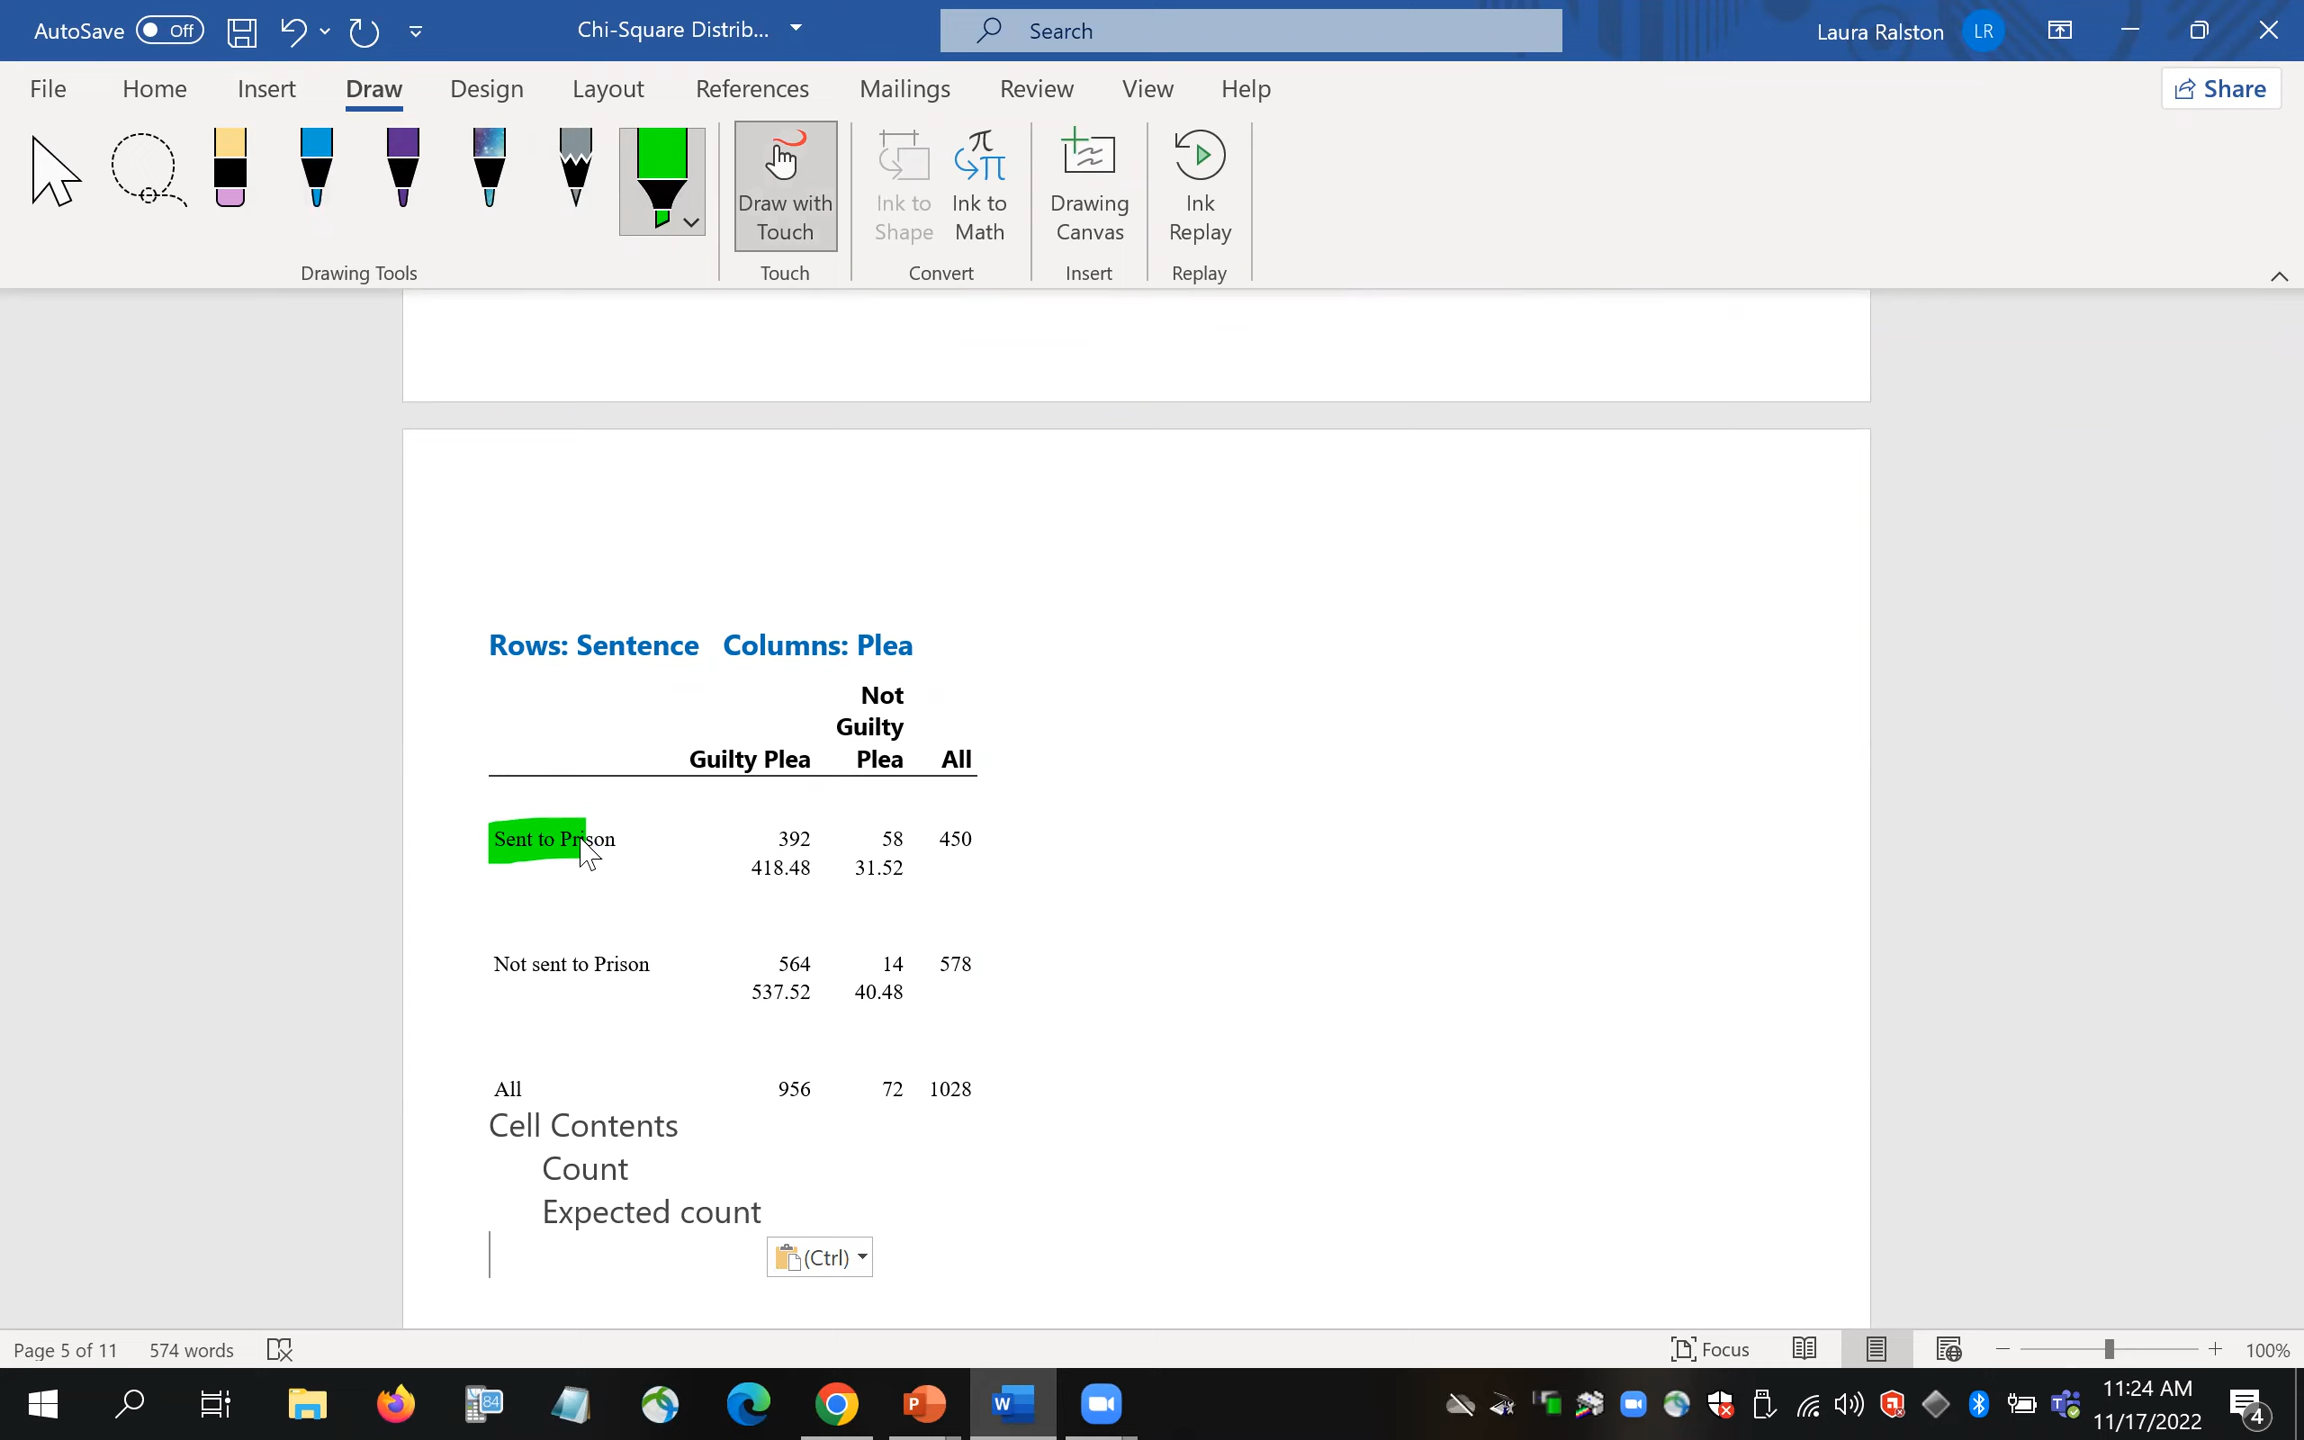 AutoSave Off Chi-Square Distrib... Search Laura Ralston LR
File Home Insert Draw Design Layout References Mailings Review View Help Share
Draw with Touch
Ink to Shape
Ink to Math
Drawing Canvas
Ink Replay
Drawing Tools Touch Convert Insert Replay
Rows: Sentence Columns: Plea
Not
Guilty
Guilty Plea Plea All
Sent to Prison 392 58 450
418.48 31.52
Not sent to Prison 564 14 578
537.52 40.48
All 956 72 1028
Cell Contents
Count
Expected count
(Ctrl)
Page 5 of 11 574 words Focus 100%
84
11:24 AM
11/17/2022
4